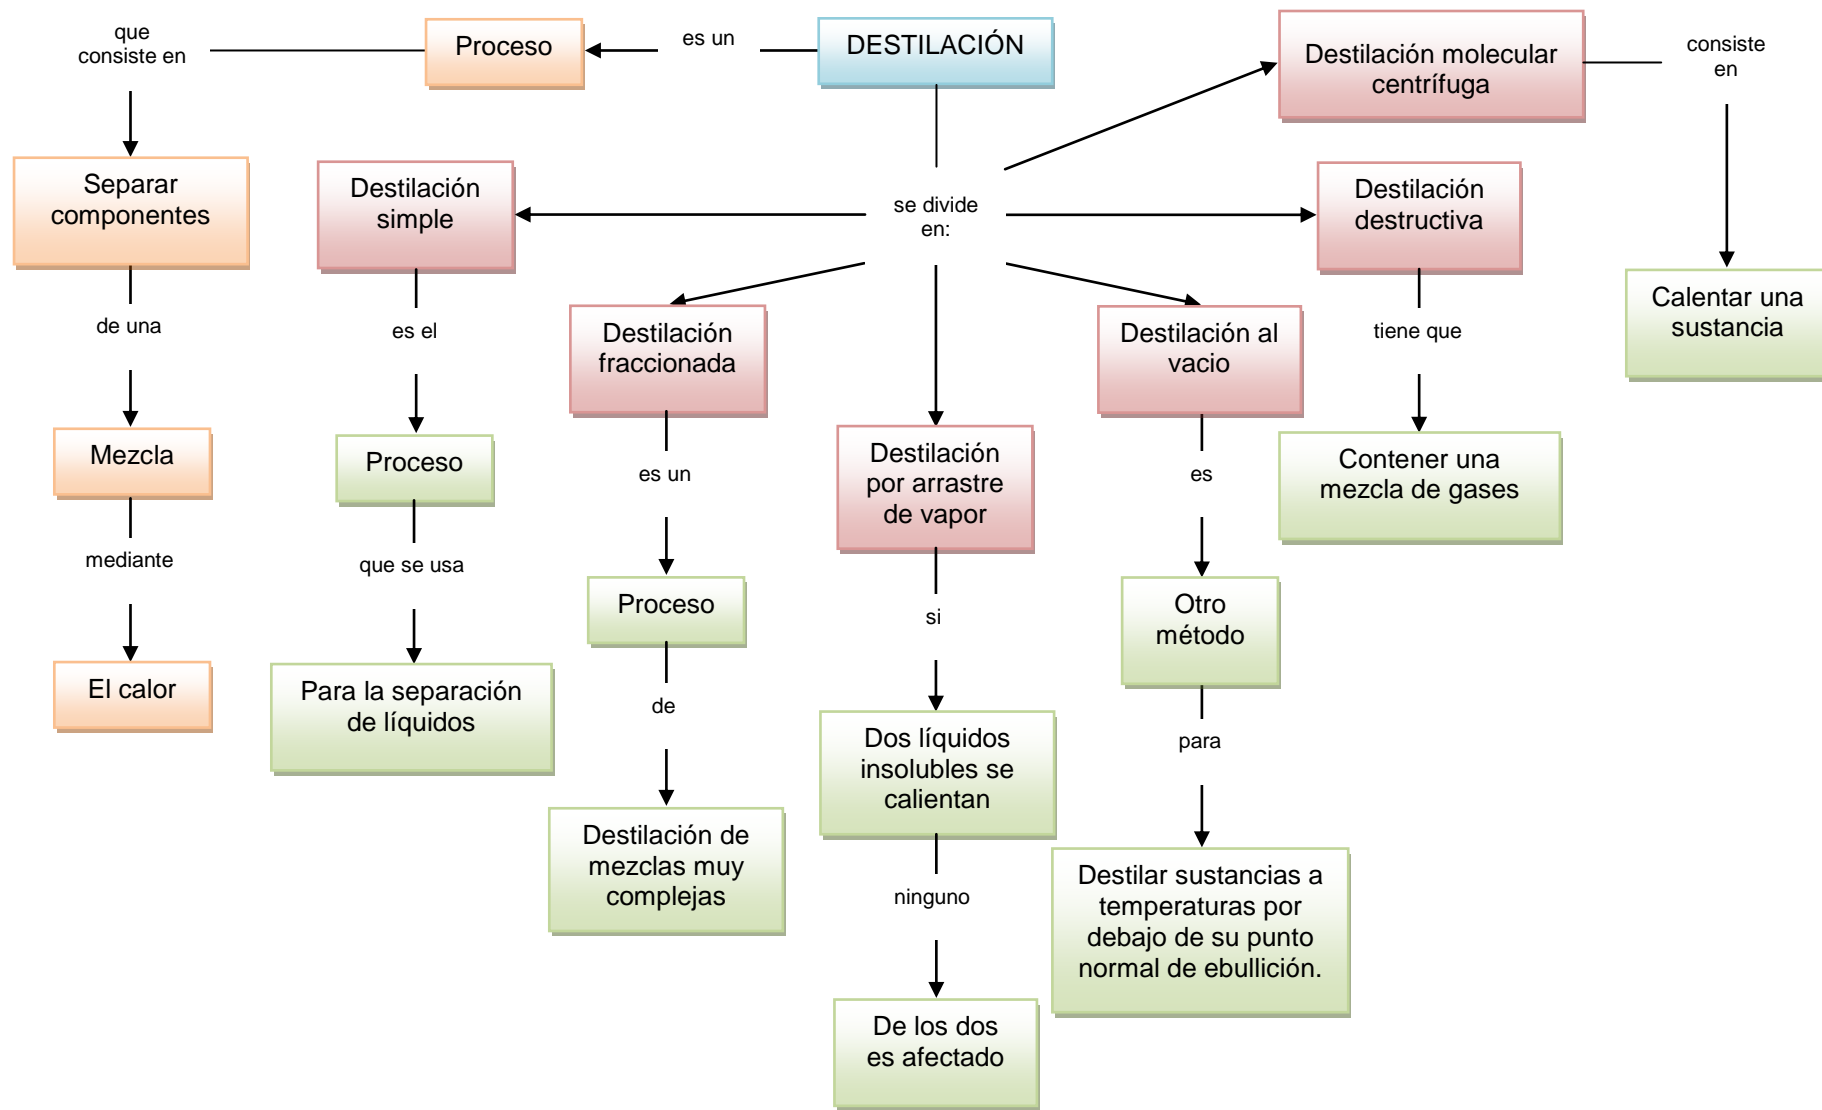 que
consiste en
Proceso
es un
DESTILACIÓN
Destilación molecular
centrífuga
consiste
en
Separar
componentes
Destilación
simple
se divide
en:
Destilación
destructiva
Calentar una
sustancia
de una
es el
Destilación
fraccionada
Destilación al
vacio
tiene que
Mezcla
Proceso
es un
Destilación
por arrastre
de vapor
es
Contener una
mezcla de gases
mediante
que se usa
Proceso
si
Otro
método
El calor
Para la separación
de líquidos
de
Dos líquidos
insolubles se
calientan
para
Destilación de
mezclas muy
complejas
ninguno
Destilar sustancias a
temperaturas por
debajo de su punto
normal de ebullición.
De los dos
es afectado